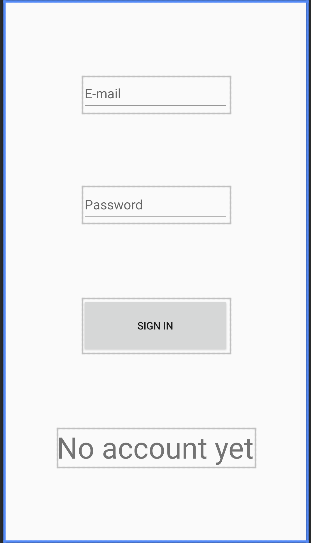 E-mail
Password
SIGN IN
No account yet